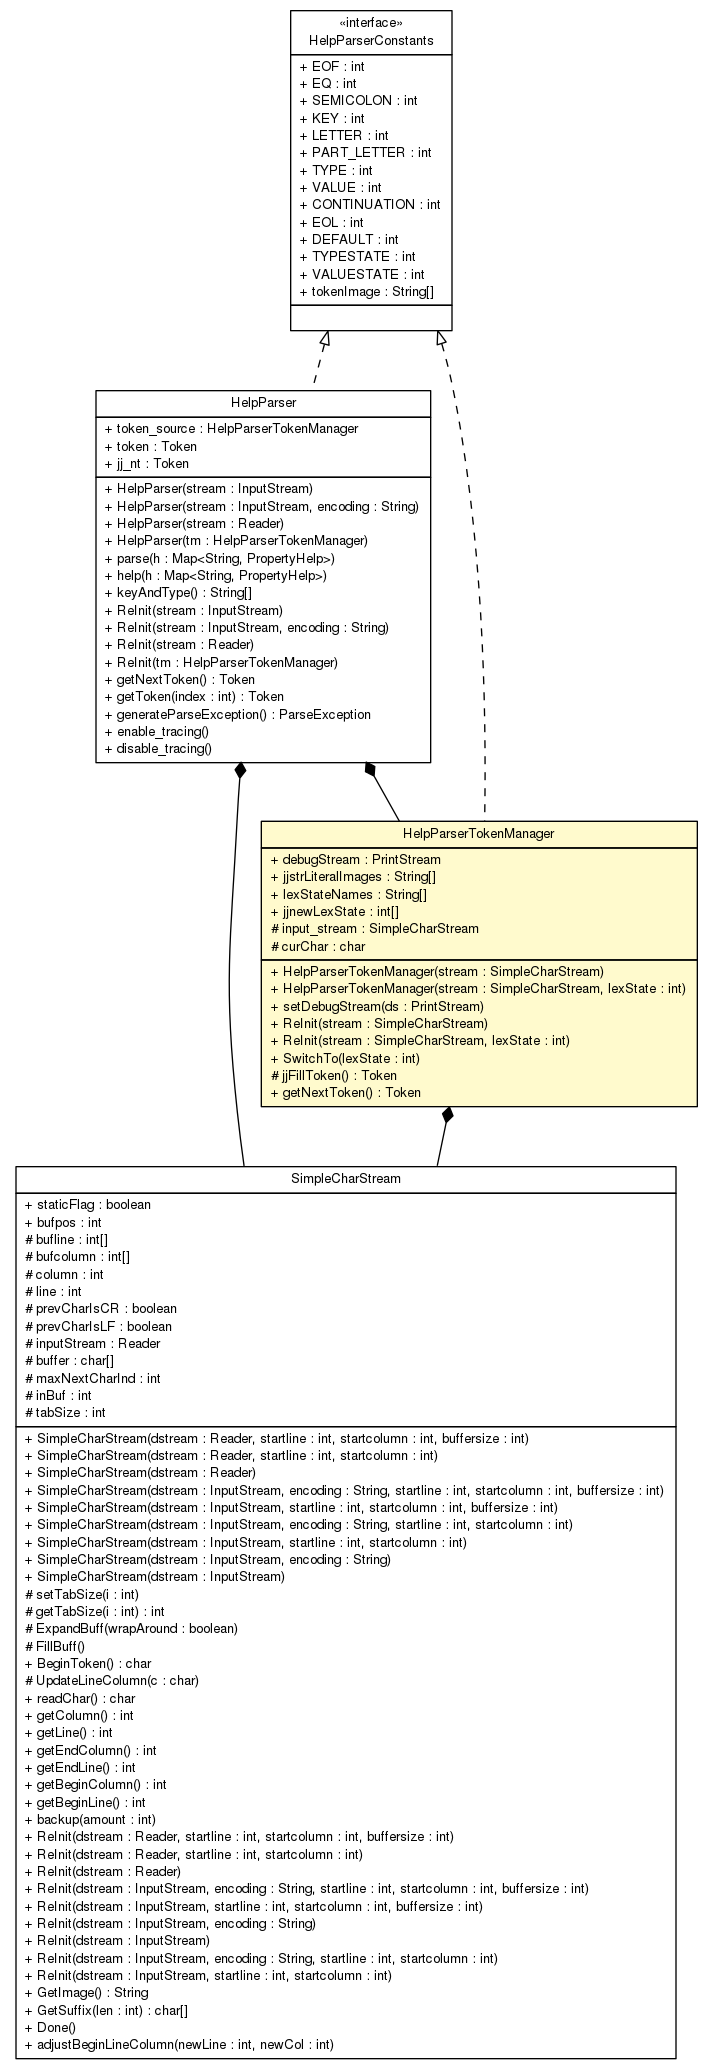 «interface»
HelpParserConstants
+ EOF : int
+ EQ : int
+ SEMICOLON : int
+ KEY : int
+ LETTER : int
+ PART_LETTER : int
+ TYPE : int
+ VALUE : int
+ CONTINUATION : int
+ EOL : int
+ DEFAULT : int
+ TYPESTATE : int
+ VALUESTATE : int
+ tokenImage : String[]
HelpParser
+ token_source : HelpParserTokenManager
+ token : Token
+ jj_nt : Token
+ HelpParser(stream : InputStream)
+ HelpParser(stream : InputStream, encoding : String)
+ HelpParser(stream : Reader)
+ HelpParser(tm : HelpParserTokenManager)
+ parse(h : Map<String, PropertyHelp>)
+ help(h : Map<String, PropertyHelp>)
+ keyAndType() : String[]
+ ReInit(stream : InputStream)
+ ReInit(stream : InputStream, encoding : String)
+ ReInit(stream : Reader)
+ ReInit(tm : HelpParserTokenManager)
+ getNextToken() : Token
+ getToken(index : int) : Token
+ generateParseException() : ParseException
+ enable_tracing()
+ disable_tracing()
HelpParserTokenManager
+ debugStream : PrintStream
+ jjstrLiteralImages : String[]
+ lexStateNames : String[]
+ jjnewLexState : int[]
# input_stream : SimpleCharStream
# curChar : char
+ HelpParserTokenManager(stream : SimpleCharStream)
+ HelpParserTokenManager(stream : SimpleCharStream, lexState : int)
+ setDebugStream(ds : PrintStream)
+ ReInit(stream : SimpleCharStream)
+ ReInit(stream : SimpleCharStream, lexState : int)
+ SwitchTo(lexState : int)
# jjFillToken() : Token
+ getNextToken() : Token
SimpleCharStream
+ staticFlag : boolean
+ bufpos : int
# bufline : int[]
# bufcolumn : int[]
# column : int
# line : int
# prevCharIsCR : boolean
# prevCharIsLF : boolean
# inputStream : Reader
# buffer : char[]
# maxNextCharInd : int
# inBuf : int
# tabSize : int
+ SimpleCharStream(dstream : Reader, startline : int, startcolumn : int, buffersize : int)
+ SimpleCharStream(dstream : Reader, startline : int, startcolumn : int)
+ SimpleCharStream(dstream : Reader)
+ SimpleCharStream(dstream : InputStream, encoding : String, startline : int, startcolumn : int, buffersize : int)
+ SimpleCharStream(dstream : InputStream, startline : int, startcolumn : int, buffersize : int)
+ SimpleCharStream(dstream : InputStream, encoding : String, startline : int, startcolumn : int)
+ SimpleCharStream(dstream : InputStream, startline : int, startcolumn : int)
+ SimpleCharStream(dstream : InputStream, encoding : String)
+ SimpleCharStream(dstream : InputStream)
# setTabSize(i : int)
# getTabSize(i : int) : int
# ExpandBuff(wrapAround : boolean)
# FillBuff()
+ BeginToken() : char
# UpdateLineColumn(c : char)
+ readChar() : char
+ getColumn() : int
+ getLine() : int
+ getEndColumn() : int
+ getEndLine() : int
+ getBeginColumn() : int
+ getBeginLine() : int
+ backup(amount : int)
+ ReInit(dstream : Reader, startline : int, startcolumn : int, buffersize : int)
+ ReInit(dstream : Reader, startline : int, startcolumn : int)
+ ReInit(dstream : Reader)
+ ReInit(dstream : InputStream, encoding : String, startline : int, startcolumn : int, buffersize : int)
+ ReInit(dstream : InputStream, startline : int, startcolumn : int, buffersize : int)
+ ReInit(dstream : InputStream, encoding : String)
+ ReInit(dstream : InputStream)
+ ReInit(dstream : InputStream, encoding : String, startline : int, startcolumn : int)
+ ReInit(dstream : InputStream, startline : int, startcolumn : int)
+ GetImage() : String
+ GetSuffix(len : int) : char[]
+ Done()
+ adjustBeginLineColumn(newLine : int, newCol : int)